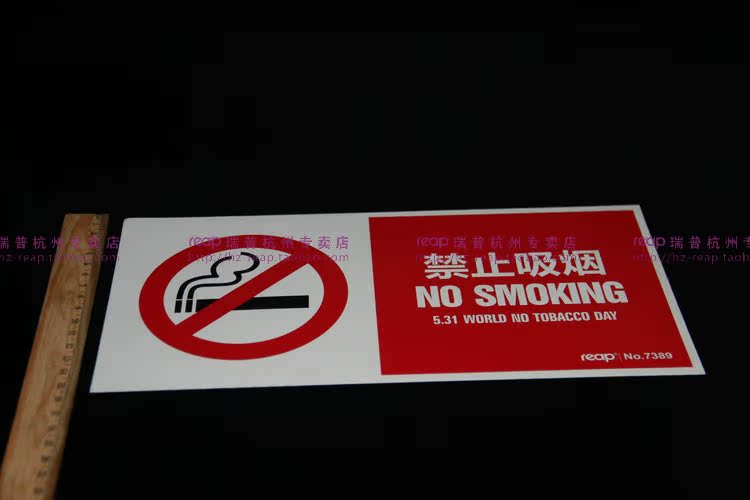 reap 瑞普杭州专卖店
http://hz-reap.taobao.com
禁止吸烟
NO SMOKING
5.31 WORLD NO TOBACCO DAY
reap No.7389